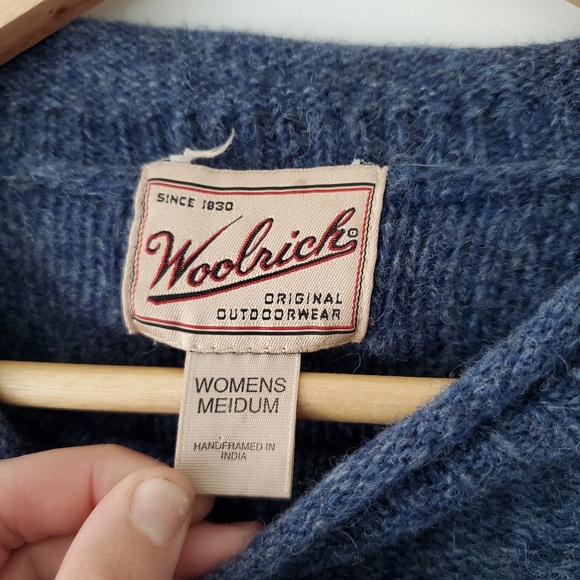 SINCE 1830
Woolrich®
ORIGINAL
OUTDOORWEAR
WOMENS
MEIDUM
HANDFRAMED IN
INDIA